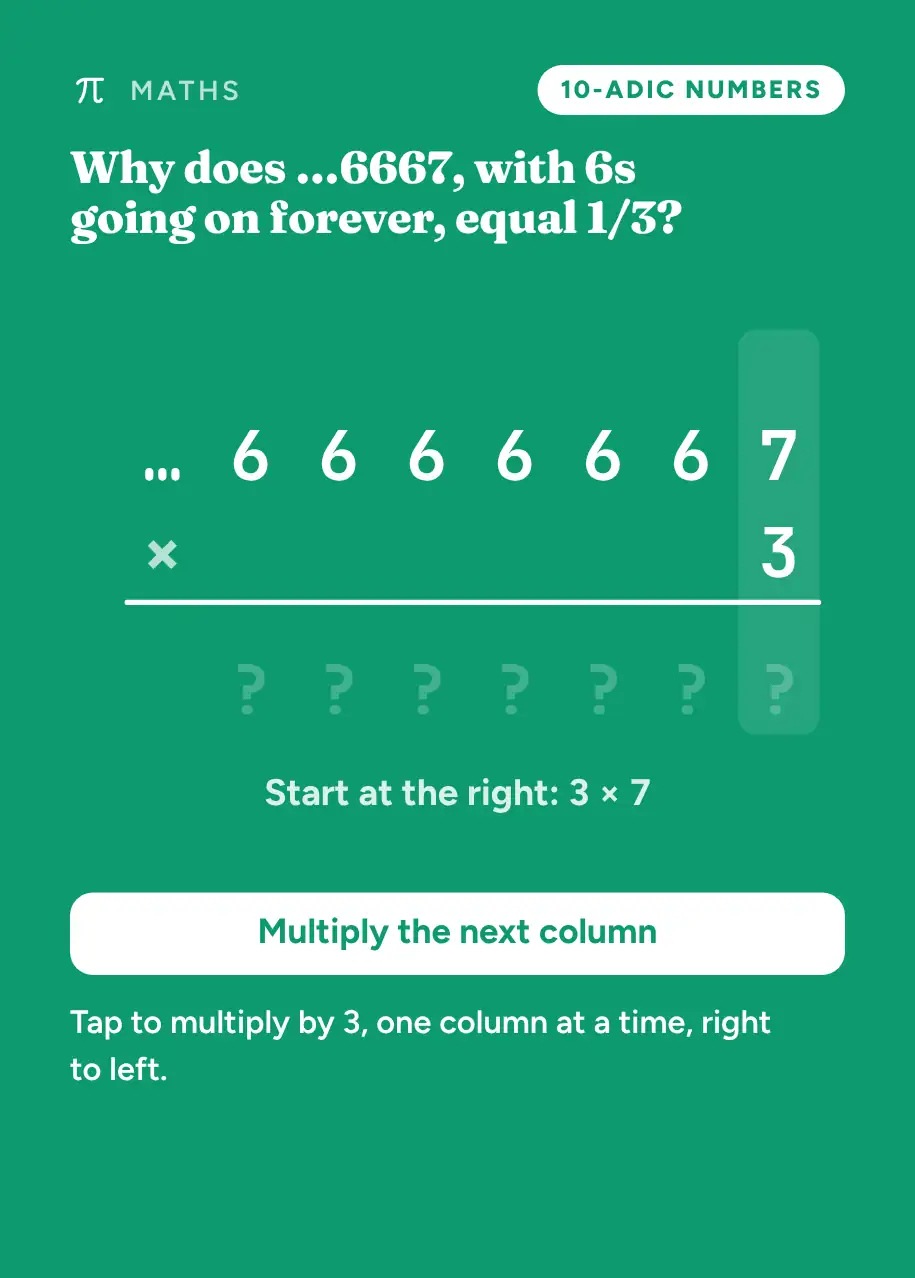 π MATHS
10-ADIC NUMBERS
Why does ...6667, with 6s
going on forever, equal 1/3?
... 6 6 6 6 6 6 7
× 3
? ? ? ? ? ? ?
Start at the right: 3 × 7
Multiply the next column
Tap to multiply by 3, one column at a time, right
to left.